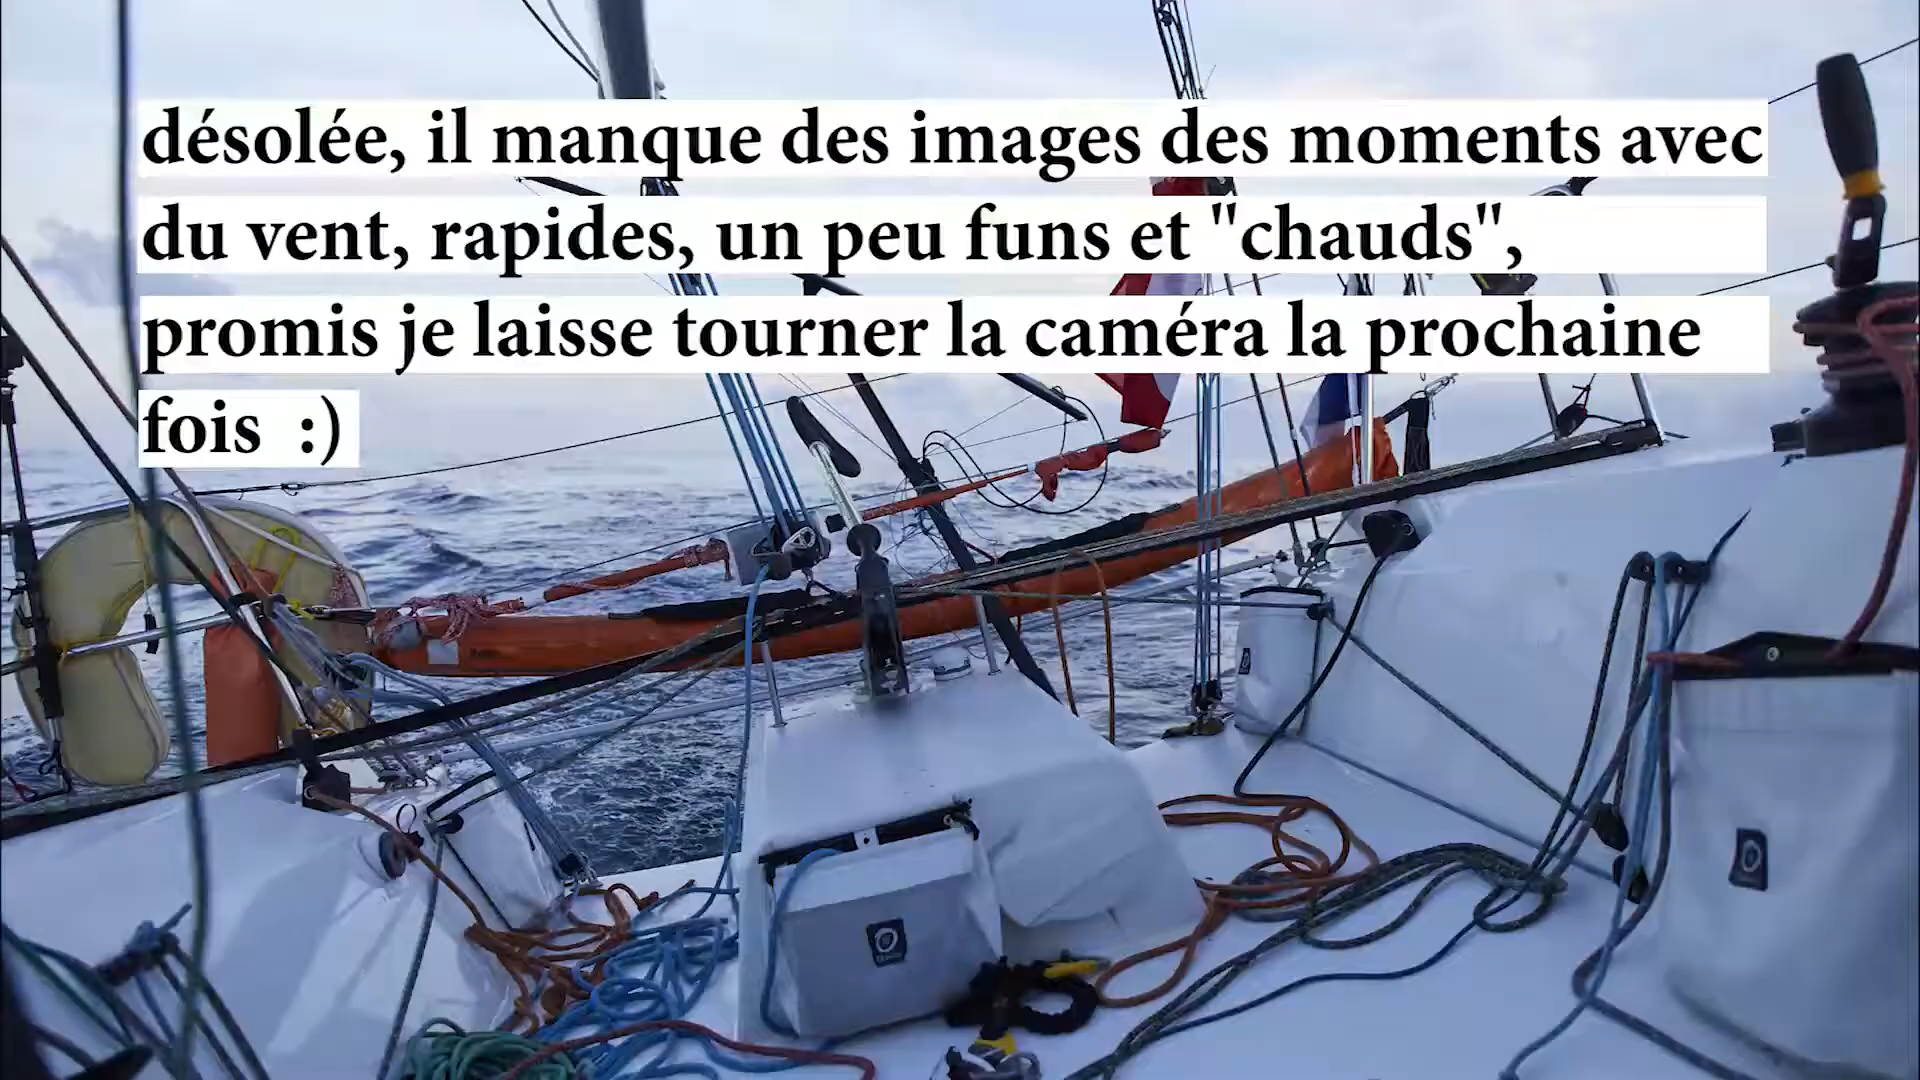 désolée, il manque des images des moments avec
du vent, rapides, un peu funs et "chauds",
promis je laisse tourner la caméra la prochaine
fois :)